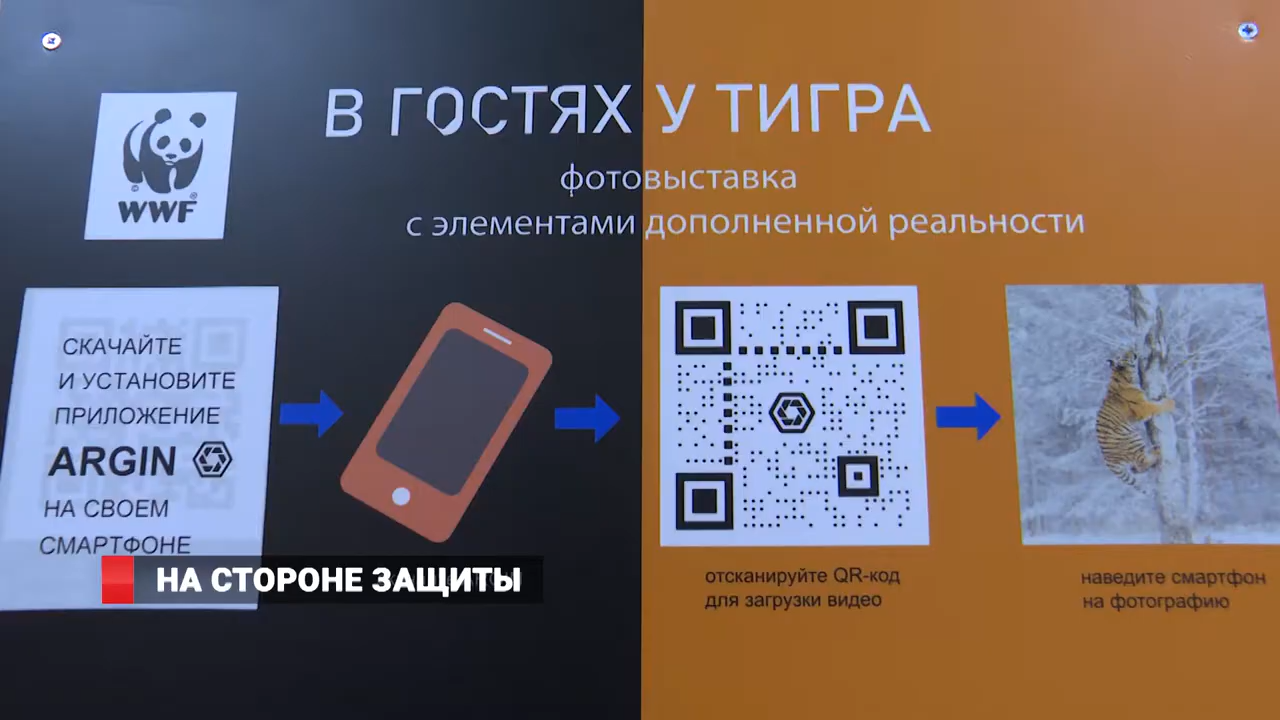 В ГОСТЯХ У ТИГРА
фотовыставка
с элементами дополненной реальности
WWF
СКАЧАЙТЕ
И УСТАНОВИТЕ
ПРИЛОЖЕНИЕ
ARGIN
НА СВОЕМ
СМАРТФОНЕ
отсканируйте QR-код
для загрузки видео
наведите смартфон
на фотографию
НА СТОРОНЕ ЗАЩИТЫ